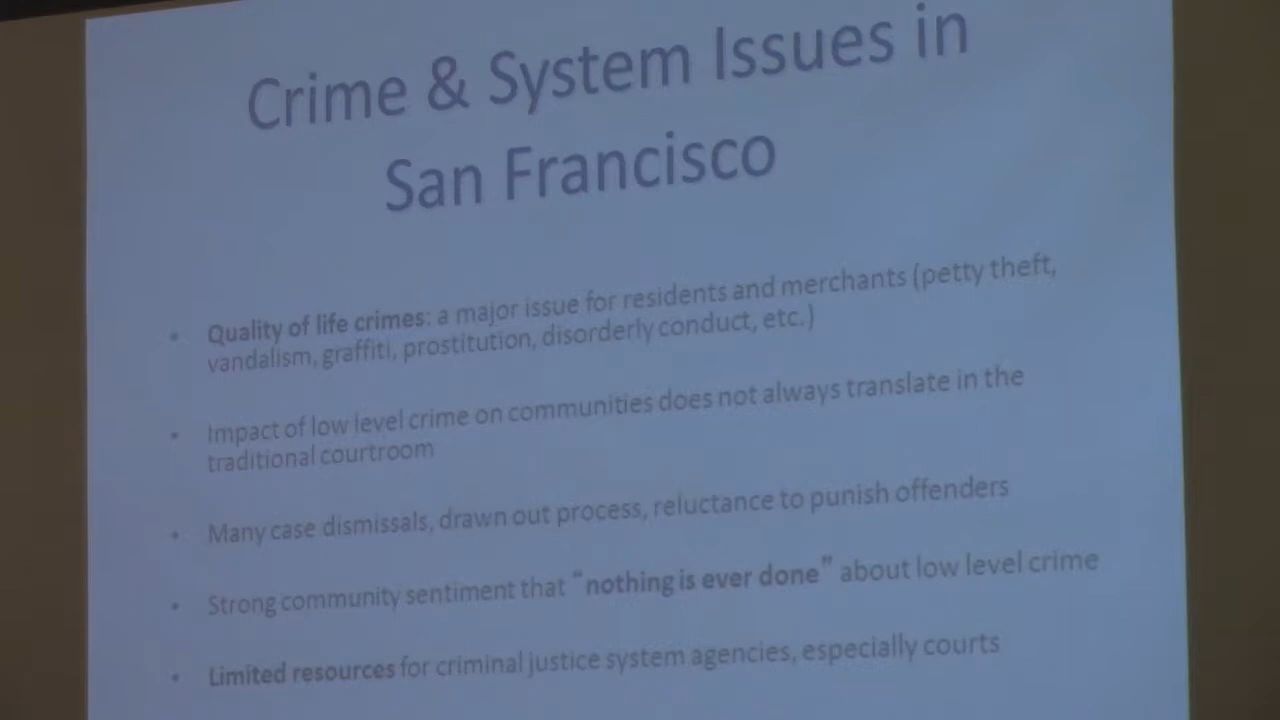 Crime & System Issues in
San Francisco
• Quality of life crimes: a major issue for residents and merchants (petty theft,
vandalism, graffiti, prostitution, disorderly conduct, etc.)
• Impact of low level crime on communities does not always translate in the
traditional courtroom
• Many case dismissals, drawn out process, reluctance to punish offenders
• Strong community sentiment that “nothing is ever done” about low level crime
• Limited resources for criminal justice system agencies, especially courts